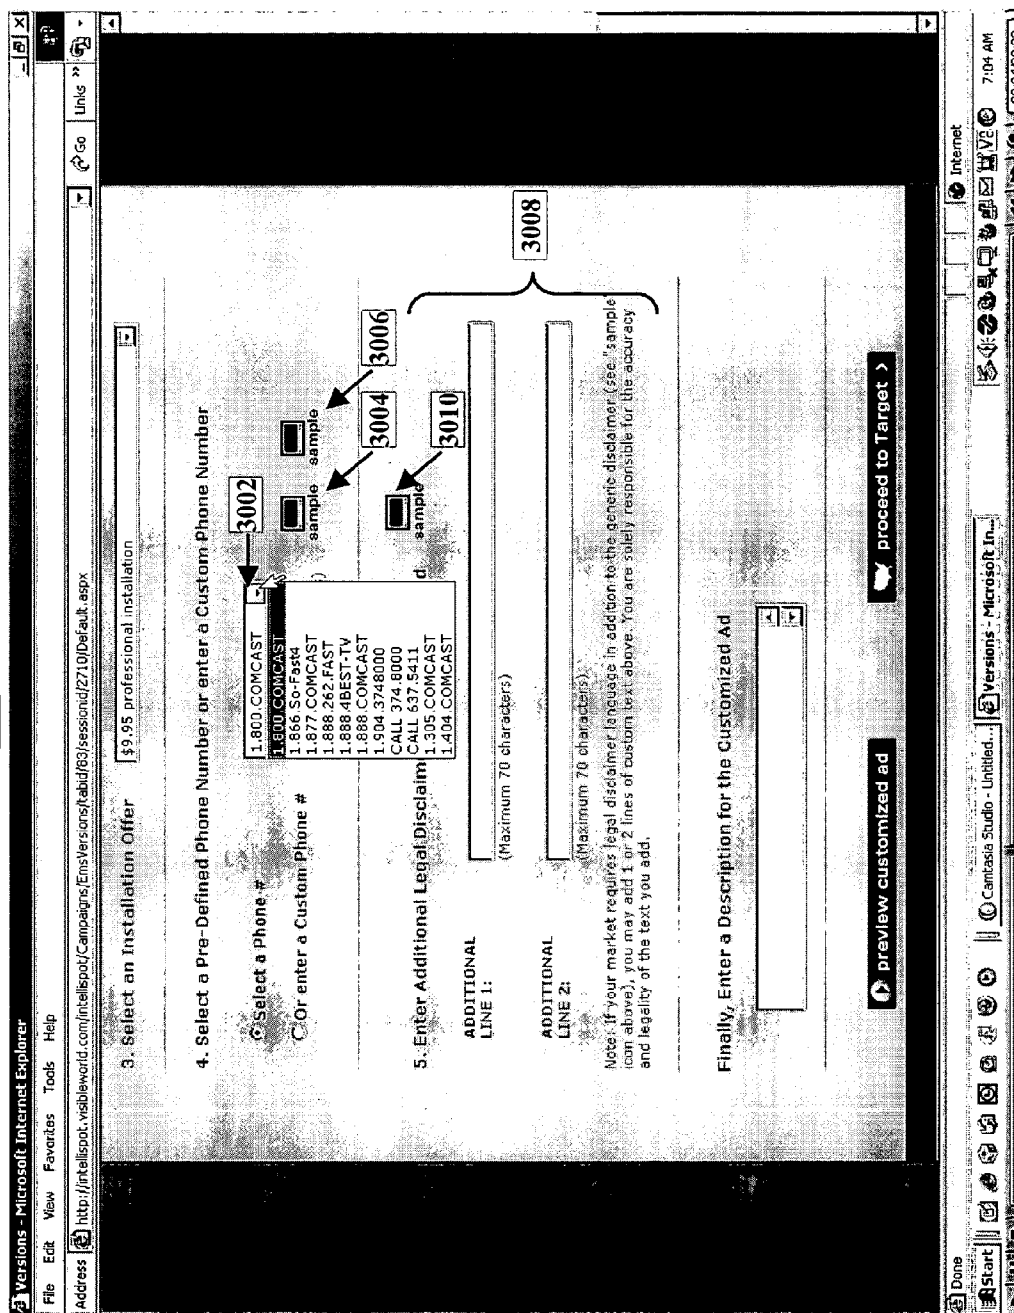 Versions - Microsoft Internet Explorer
File Edit View Favorites Tools Help
Address http://intellispot.visibleworld.com/intellispot/Campaigns/EmsVersions/tabid/63/sessionid/2710/Default.aspx Go Links »
3. Select an Installation Offer
$9.95 professional installation
4. Select a Pre-Defined Phone Number or enter a Custom Phone Number
3002
Select a Phone #
1.800.COMCAST
1.800.COMCAST
1.866.So-Fast4
1.877.COMCAST
1.888.262.FAST
1.888.4BEST-TV
1.888.COMCAST
1.904.3748000
CALL 374.8000
CALL 637.5411
1.305.COMCAST
1.404.COMCAST
Or enter a Custom Phone #
sample
sample
3004
3006
5. Enter Additional Legal Disclaim
sample
3010
3008
ADDITIONAL
LINE 1:
(Maximum 70 characters)
ADDITIONAL
LINE 2:
(Maximum 70 characters)
Note: If your market requires legal disclaimer language in addition to the generic disclaimer (see "sample"
icon above), you may add 1 or 2 lines of custom text above. You are solely responsible for the accuracy
and legality of the text you add.
Finally, Enter a Description for the Customized Ad
preview customized ad
proceed to Target >
Done
Internet
Start
Camtasia Studio - Untitled...
Versions - Microsoft In...
7:04 AM